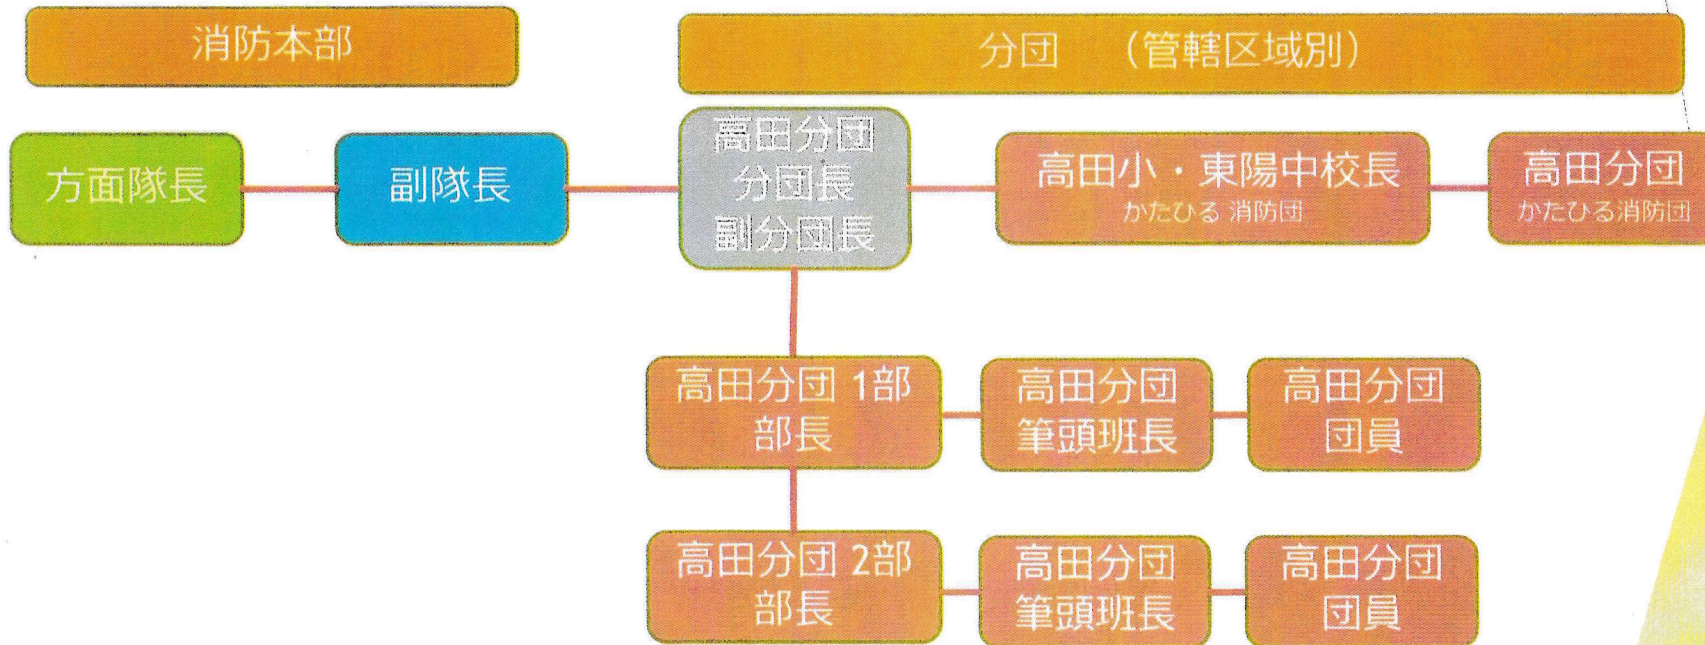 消防本部
分団 （管轄区域別）
方面隊長
副隊長
高田分団
分団長
副分団長
高田小・東陽中校長
かたひる 消防団
高田分団
かたひる消防団
高田分団 1部
部長
高田分団
筆頭班長
高田分団
団員
高田分団 2部
部長
高田分団
筆頭班長
高田分団
団員